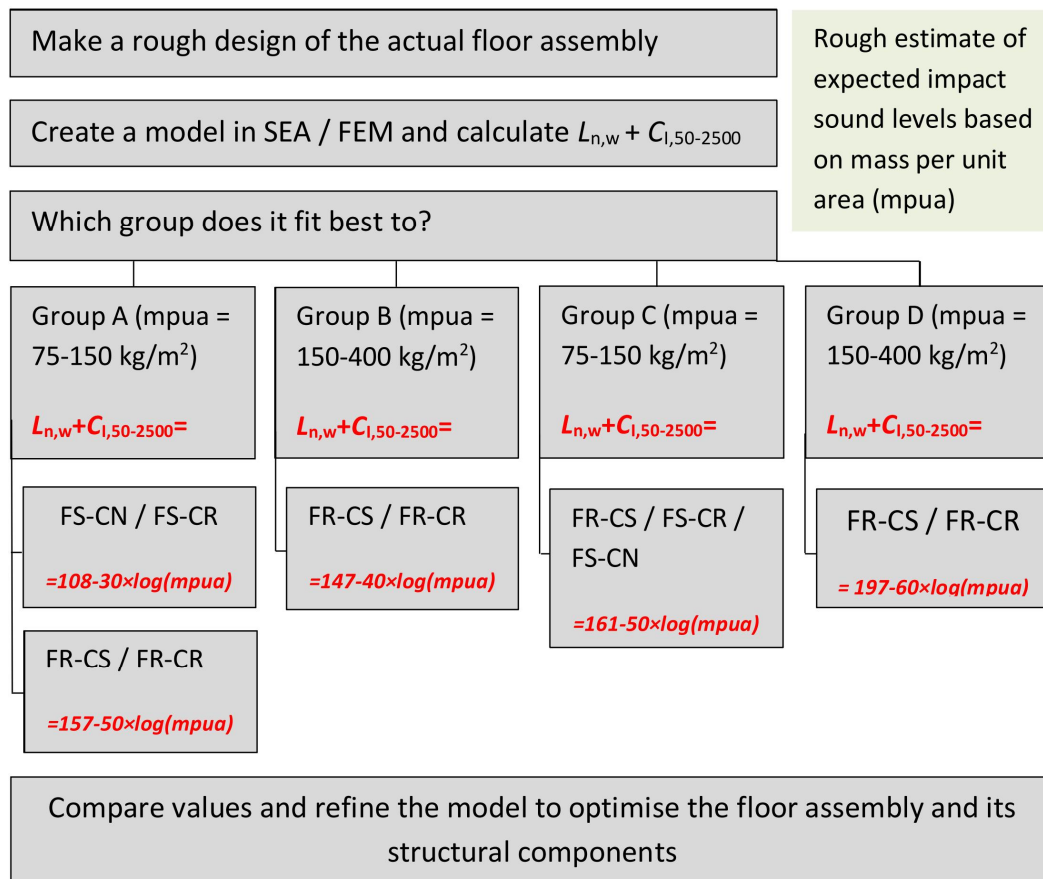 Make a rough design of the actual floor assembly
Rough estimate of
expected impact
sound levels based
on mass per unit
area (mpua)
Create a model in SEA / FEM and calculate Ln,w + CI,50-2500
Which group does it fit best to?
Group A (mpua =
75-150 kg/m²)
Ln,w+CI,50-2500=
Group B (mpua =
150-400 kg/m²)
Ln,w+CI,50-2500=
Group C (mpua =
75-150 kg/m²)
Ln,w+CI,50-2500=
Group D (mpua =
150-400 kg/m²)
Ln,w+CI,50-2500=
FS-CN / FS-CR
=108-30×log(mpua)
FR-CS / FR-CR
=147-40×log(mpua)
FR-CS / FS-CR /
FS-CN
=161-50×log(mpua)
FR-CS / FR-CR
= 197-60×log(mpua)
FR-CS / FR-CR
=157-50×log(mpua)
Compare values and refine the model to optimise the floor assembly and its
structural components